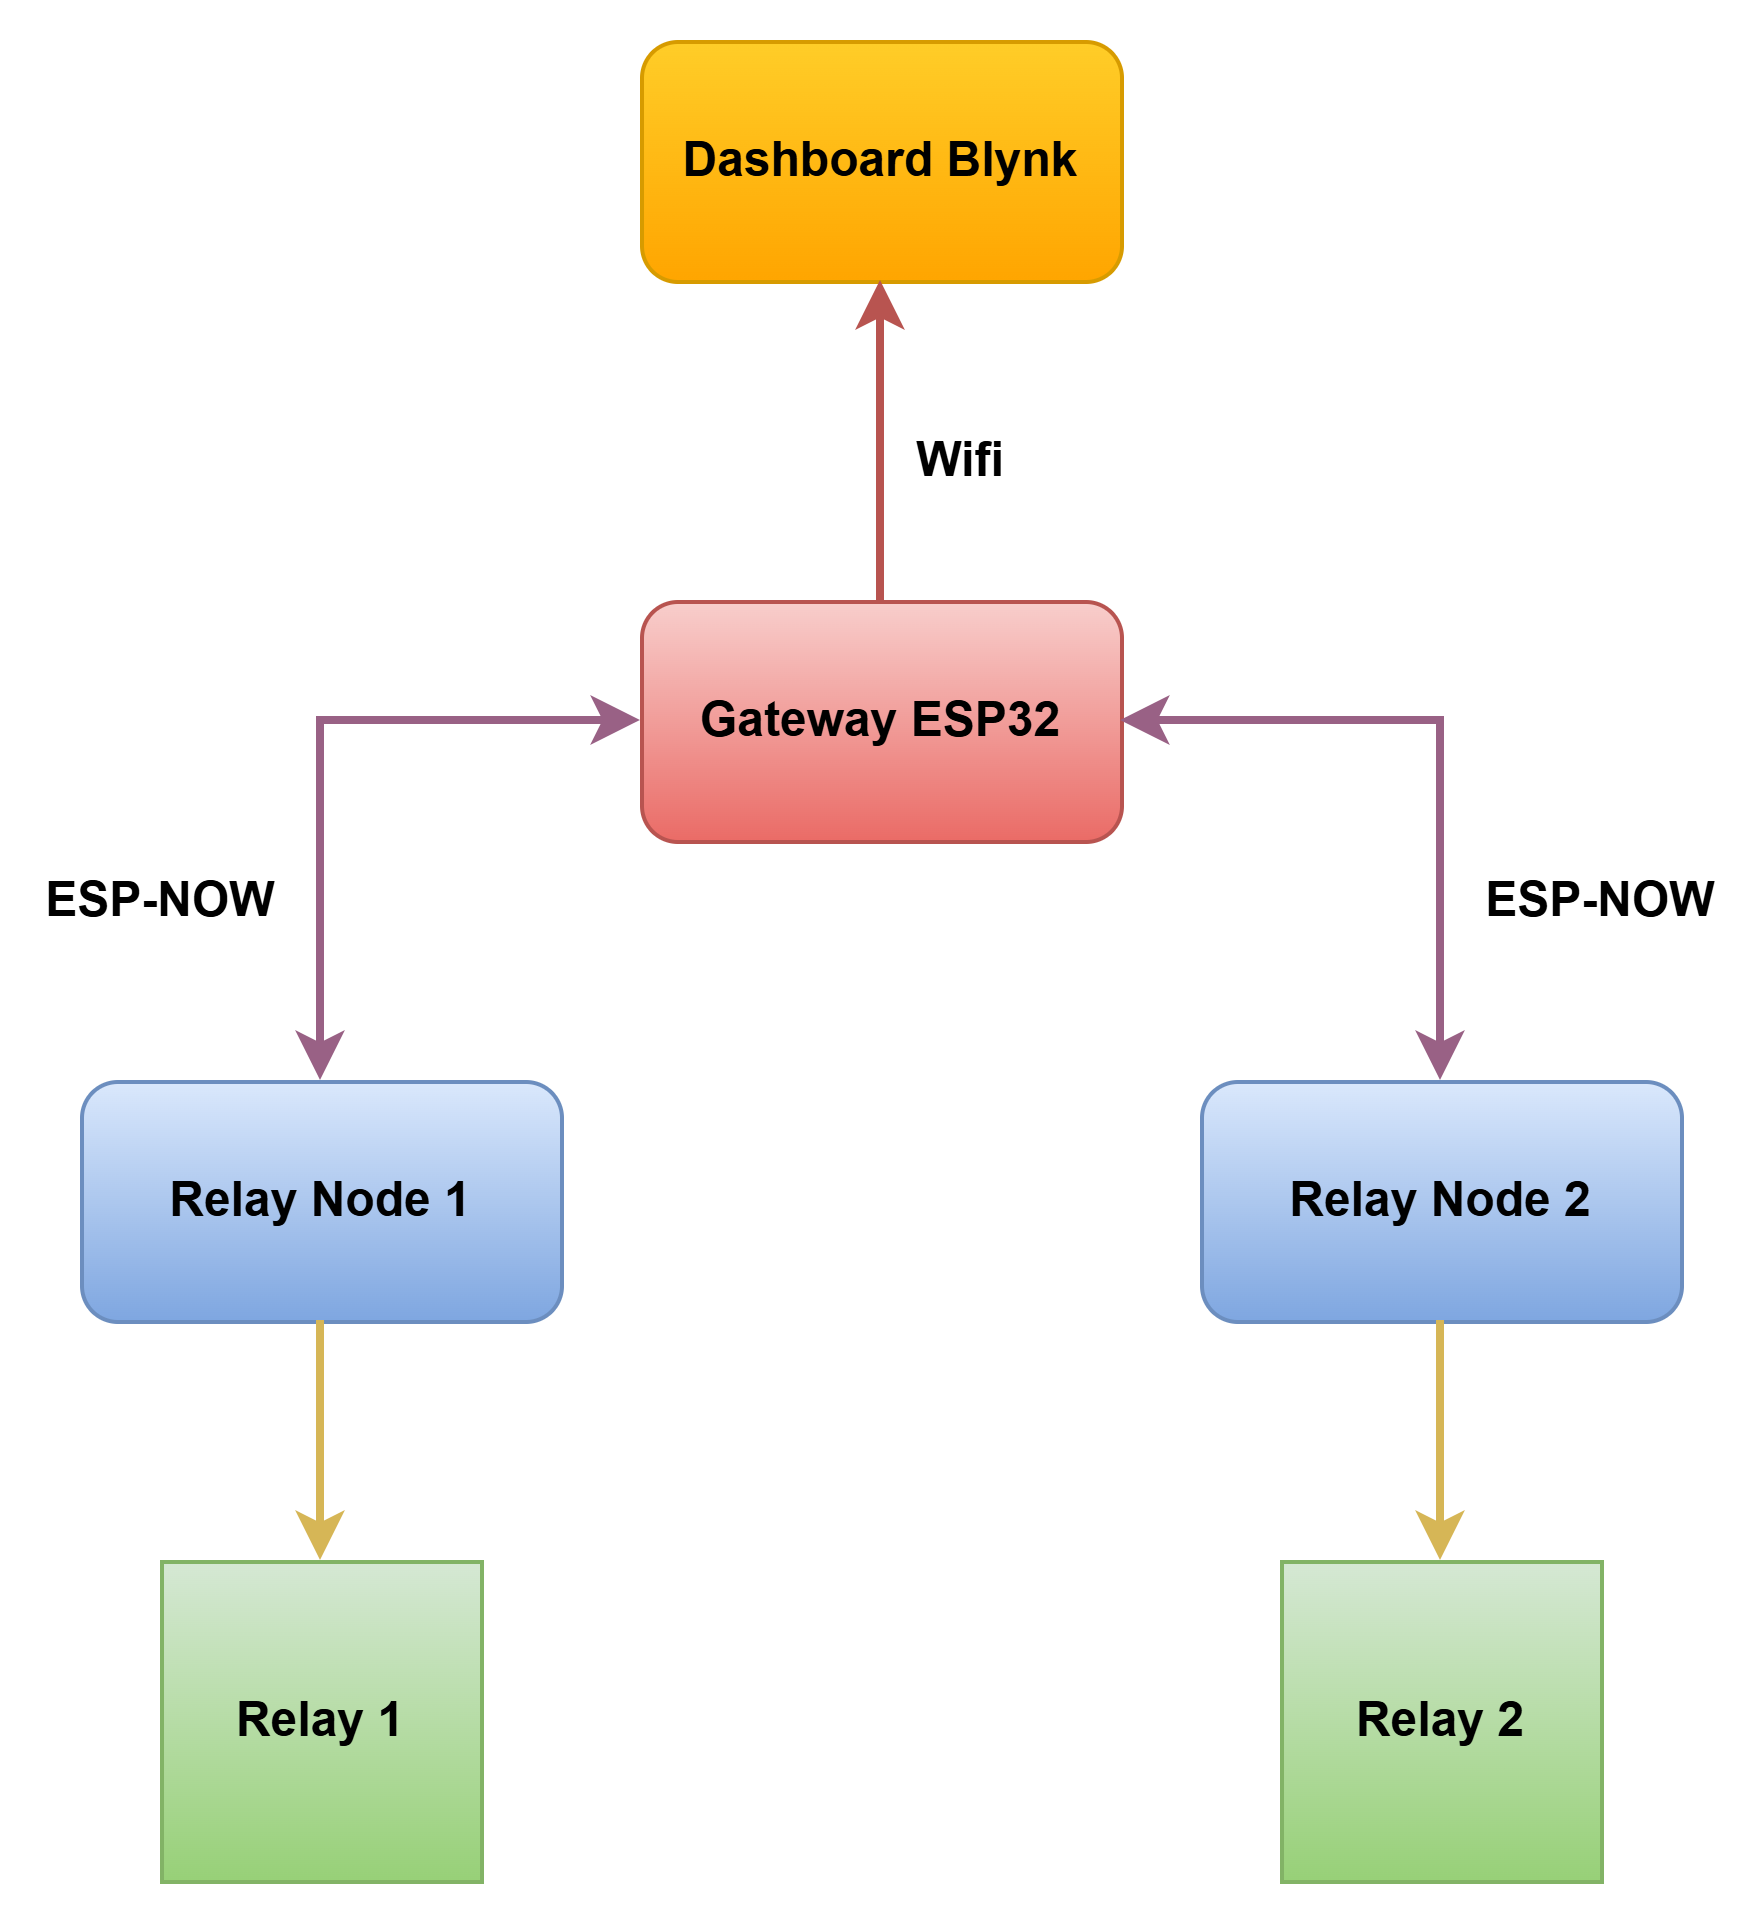 Dashboard Blynk
Wifi
Gateway ESP32
ESP-NOW
ESP-NOW
Relay Node 1
Relay Node 2
Relay 1
Relay 2